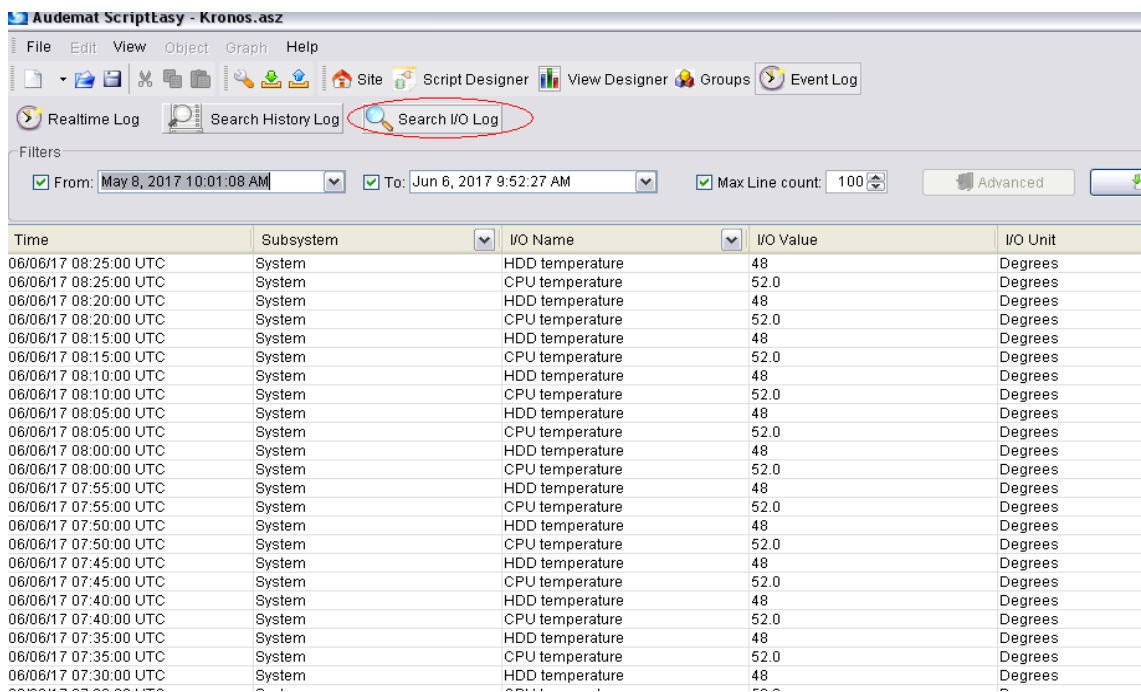 Audemat ScriptEasy - Kronos.asz
File Edit View Object Graph Help
Site Script Designer View Designer Groups Event Log
Realtime Log Search History Log Search I/O Log
Filters
From: May 8, 2017 10:01:08 AM To: Jun 6, 2017 9:52:27 AM Max Line count: 100 Advanced
Time Subsystem I/O Name I/O Value I/O Unit
06/06/17 08:25:00 UTC System HDD temperature 48 Degrees
06/06/17 08:25:00 UTC System CPU temperature 52.0 Degrees
06/06/17 08:20:00 UTC System HDD temperature 48 Degrees
06/06/17 08:20:00 UTC System CPU temperature 52.0 Degrees
06/06/17 08:15:00 UTC System HDD temperature 48 Degrees
06/06/17 08:15:00 UTC System CPU temperature 52.0 Degrees
06/06/17 08:10:00 UTC System HDD temperature 48 Degrees
06/06/17 08:10:00 UTC System CPU temperature 52.0 Degrees
06/06/17 08:05:00 UTC System HDD temperature 48 Degrees
06/06/17 08:05:00 UTC System CPU temperature 52.0 Degrees
06/06/17 08:00:00 UTC System HDD temperature 48 Degrees
06/06/17 08:00:00 UTC System CPU temperature 52.0 Degrees
06/06/17 07:55:00 UTC System HDD temperature 48 Degrees
06/06/17 07:55:00 UTC System CPU temperature 52.0 Degrees
06/06/17 07:50:00 UTC System HDD temperature 48 Degrees
06/06/17 07:50:00 UTC System CPU temperature 52.0 Degrees
06/06/17 07:45:00 UTC System HDD temperature 48 Degrees
06/06/17 07:45:00 UTC System CPU temperature 52.0 Degrees
06/06/17 07:40:00 UTC System HDD temperature 48 Degrees
06/06/17 07:40:00 UTC System CPU temperature 52.0 Degrees
06/06/17 07:35:00 UTC System HDD temperature 48 Degrees
06/06/17 07:35:00 UTC System CPU temperature 52.0 Degrees
06/06/17 07:30:00 UTC System HDD temperature 48 Degrees